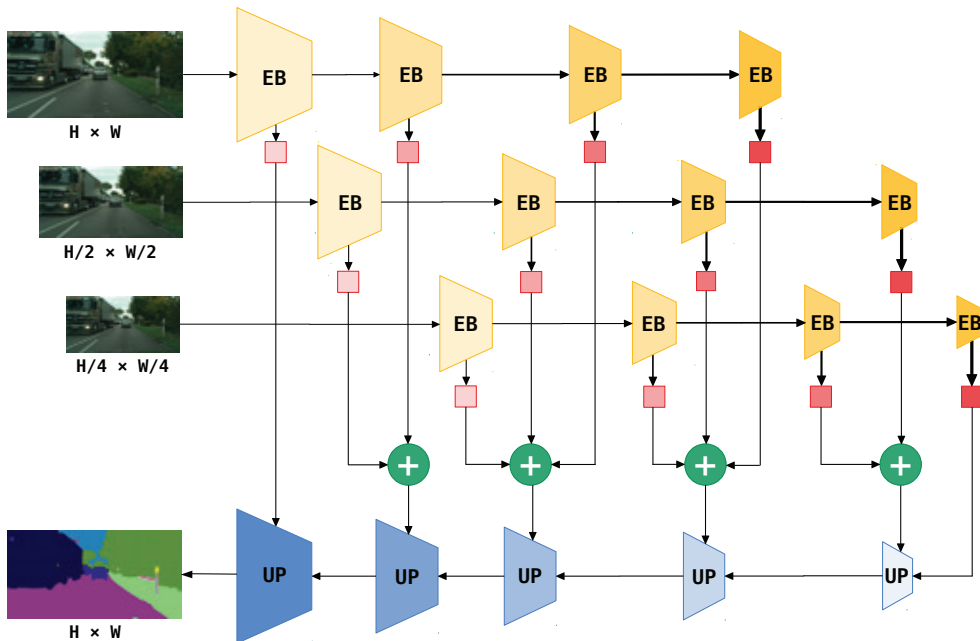 EB EB EB EB
H × W
EB EB EB EB
H/2 × W/2
EB EB EB EB
H/4 × W/4
+ + + +
UP UP UP UP UP
H × W